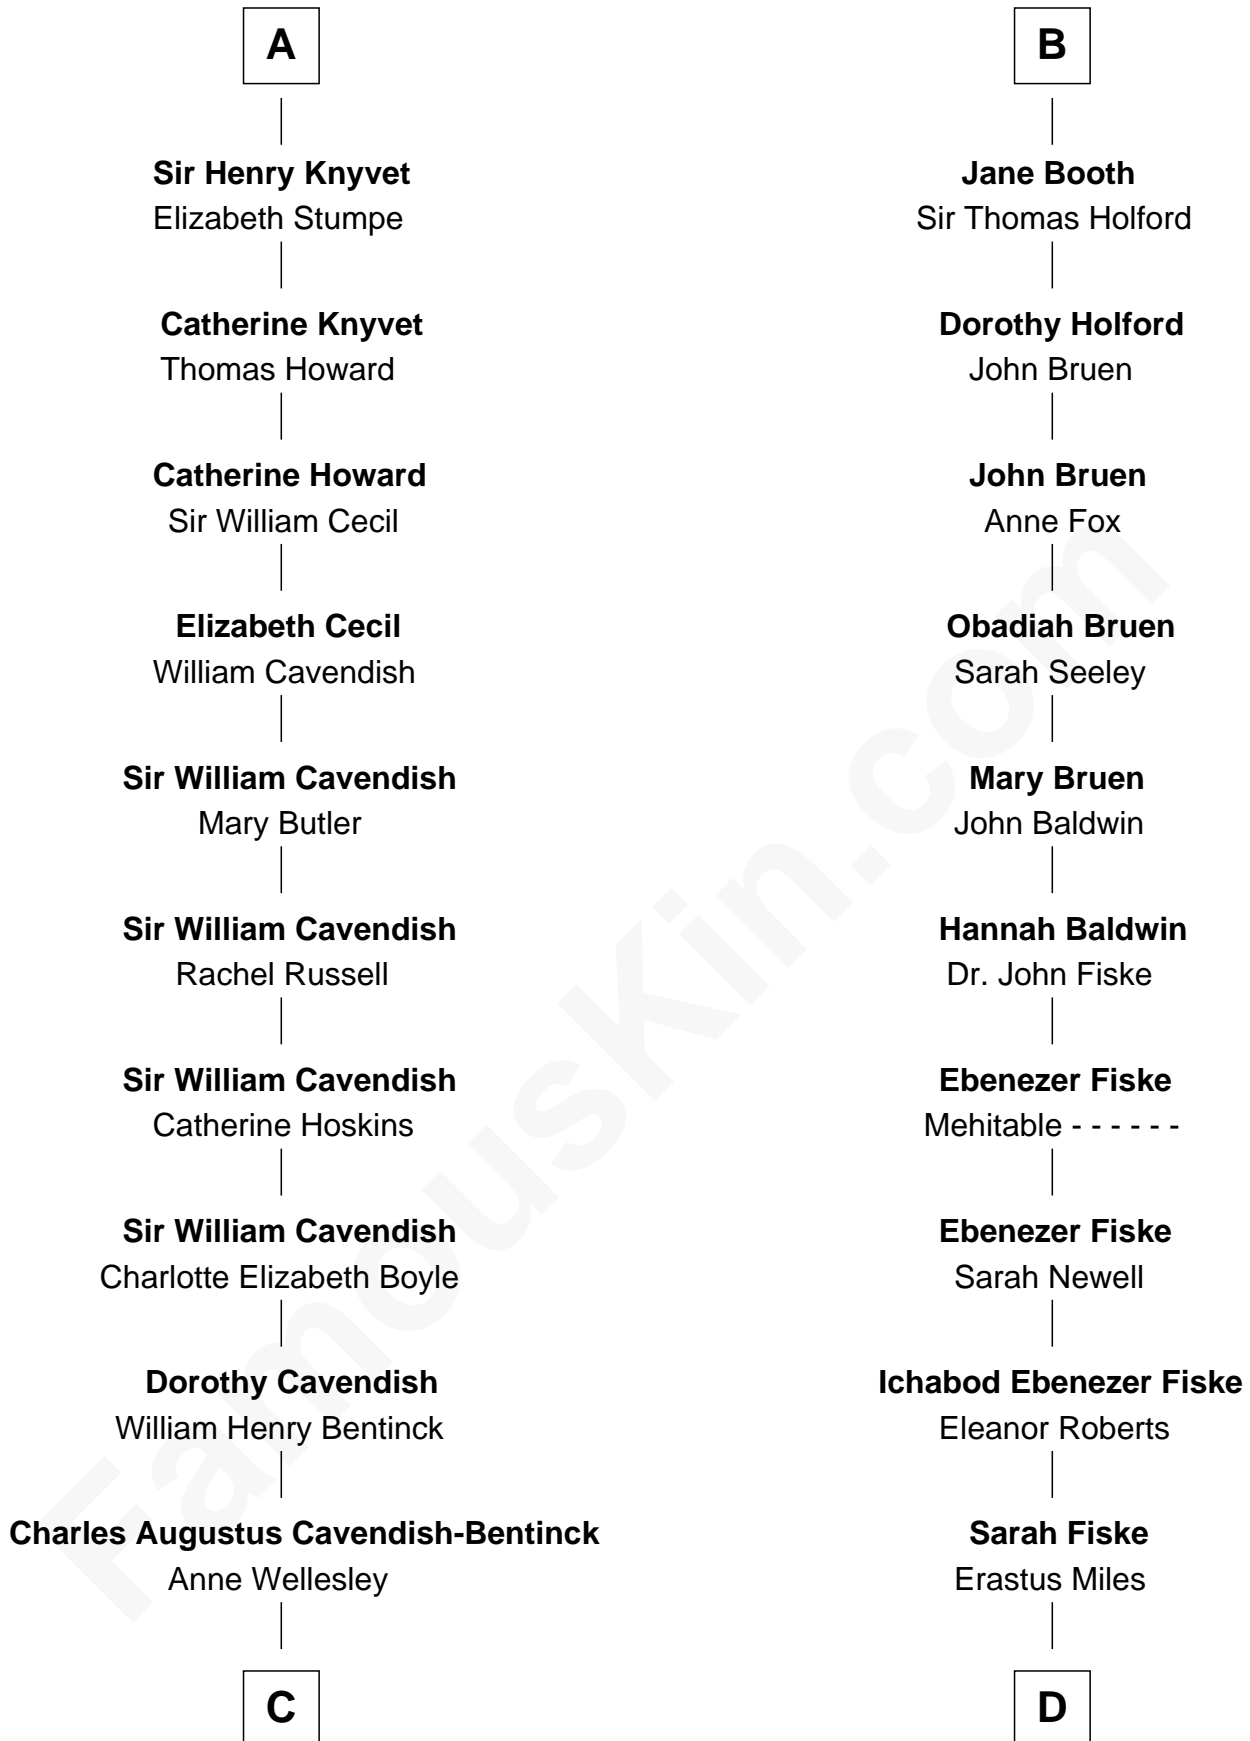 A
Sir Henry Knyvet
Elizabeth Stumpe
Catherine Knyvet
Thomas Howard
Catherine Howard
Sir William Cecil
Elizabeth Cecil
William Cavendish
Sir William Cavendish
Mary Butler
Sir William Cavendish
Rachel Russell
Sir William Cavendish
Catherine Hoskins
Sir William Cavendish
Charlotte Elizabeth Boyle
Dorothy Cavendish
William Henry Bentinck
Charles Augustus Cavendish-Bentinck
Anne Wellesley
C
B
Jane Booth
Sir Thomas Holford
Dorothy Holford
John Bruen
John Bruen
Anne Fox
Obadiah Bruen
Sarah Seeley
Mary Bruen
John Baldwin
Hannah Baldwin
Dr. John Fiske
Ebenezer Fiske
Mehitable - - - - - -
Ebenezer Fiske
Sarah Newell
Ichabod Ebenezer Fiske
Eleanor Roberts
Sarah Fiske
Erastus Miles
D
FamousKin.com